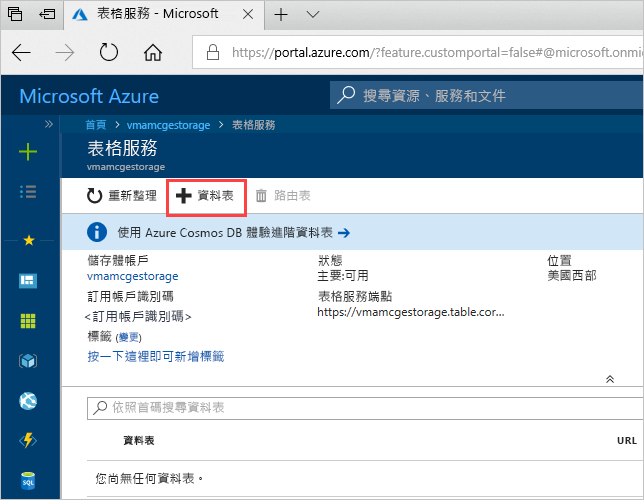 表格服務 - Microsoft
https://portal.azure.com/?feature.customportal=false#@microsoft.onmi
Microsoft Azure
搜尋資源、服務和文件
首頁 > vmamcgestorage > 表格服務
表格服務
vmamcgestorage
重新整理 資料表 路由表
使用 Azure Cosmos DB 體驗進階資料表
儲存體帳戶 狀態 位置
vmamcgestorage 主要:可用 美國西部
訂用帳戶識別碼 表格服務端點
<訂用帳戶識別碼> https://vmamcgestorage.table.cor...
標籤 (變更)
按一下這裡即可新增標籤
依照首碼搜尋資料表
資料表 URL
您尚無任何資料表。
SQL